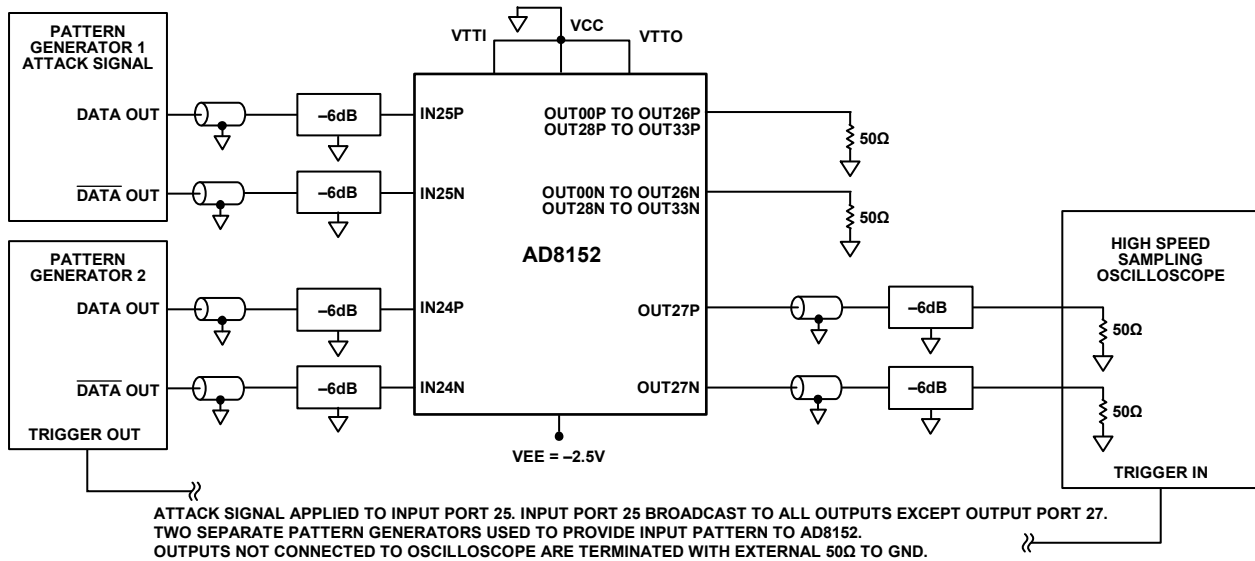 PATTERN
GENERATOR 1
ATTACK SIGNAL
DATA OUT
DATA OUT
–6dB
–6dB
PATTERN
GENERATOR 2
DATA OUT
DATA OUT
TRIGGER OUT
–6dB
–6dB
VTTI
VCC
VTTO
IN25P
IN25N
IN24P
IN24N
OUT00P TO OUT26P
OUT28P TO OUT33P
OUT00N TO OUT26N
OUT28N TO OUT33N
AD8152
OUT27P
OUT27N
VEE = –2.5V
50Ω
50Ω
–6dB
–6dB
HIGH SPEED
SAMPLING
OSCILLOSCOPE
50Ω
50Ω
TRIGGER IN
ATTACK SIGNAL APPLIED TO INPUT PORT 25. INPUT PORT 25 BROADCAST TO ALL OUTPUTS EXCEPT OUTPUT PORT 27.
TWO SEPARATE PATTERN GENERATORS USED TO PROVIDE INPUT PATTERN TO AD8152.
OUTPUTS NOT CONNECTED TO OSCILLOSCOPE ARE TERMINATED WITH EXTERNAL 50Ω TO GND.